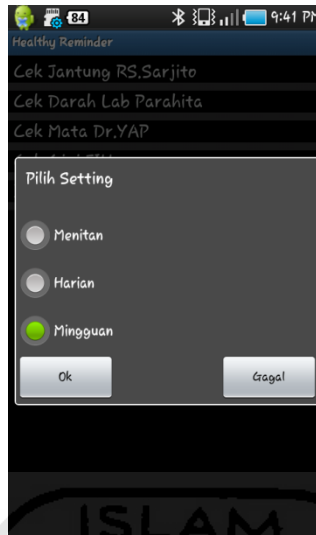 84 9:41 PM
Healthy Reminder
Cek Jantung RS.Sarjito
Cek Darah Lab Parahita
Cek Mata Dr.YAP
Pilih Setting
Menitan
Harian
Mingguan
Ok Gagal
ISLAM